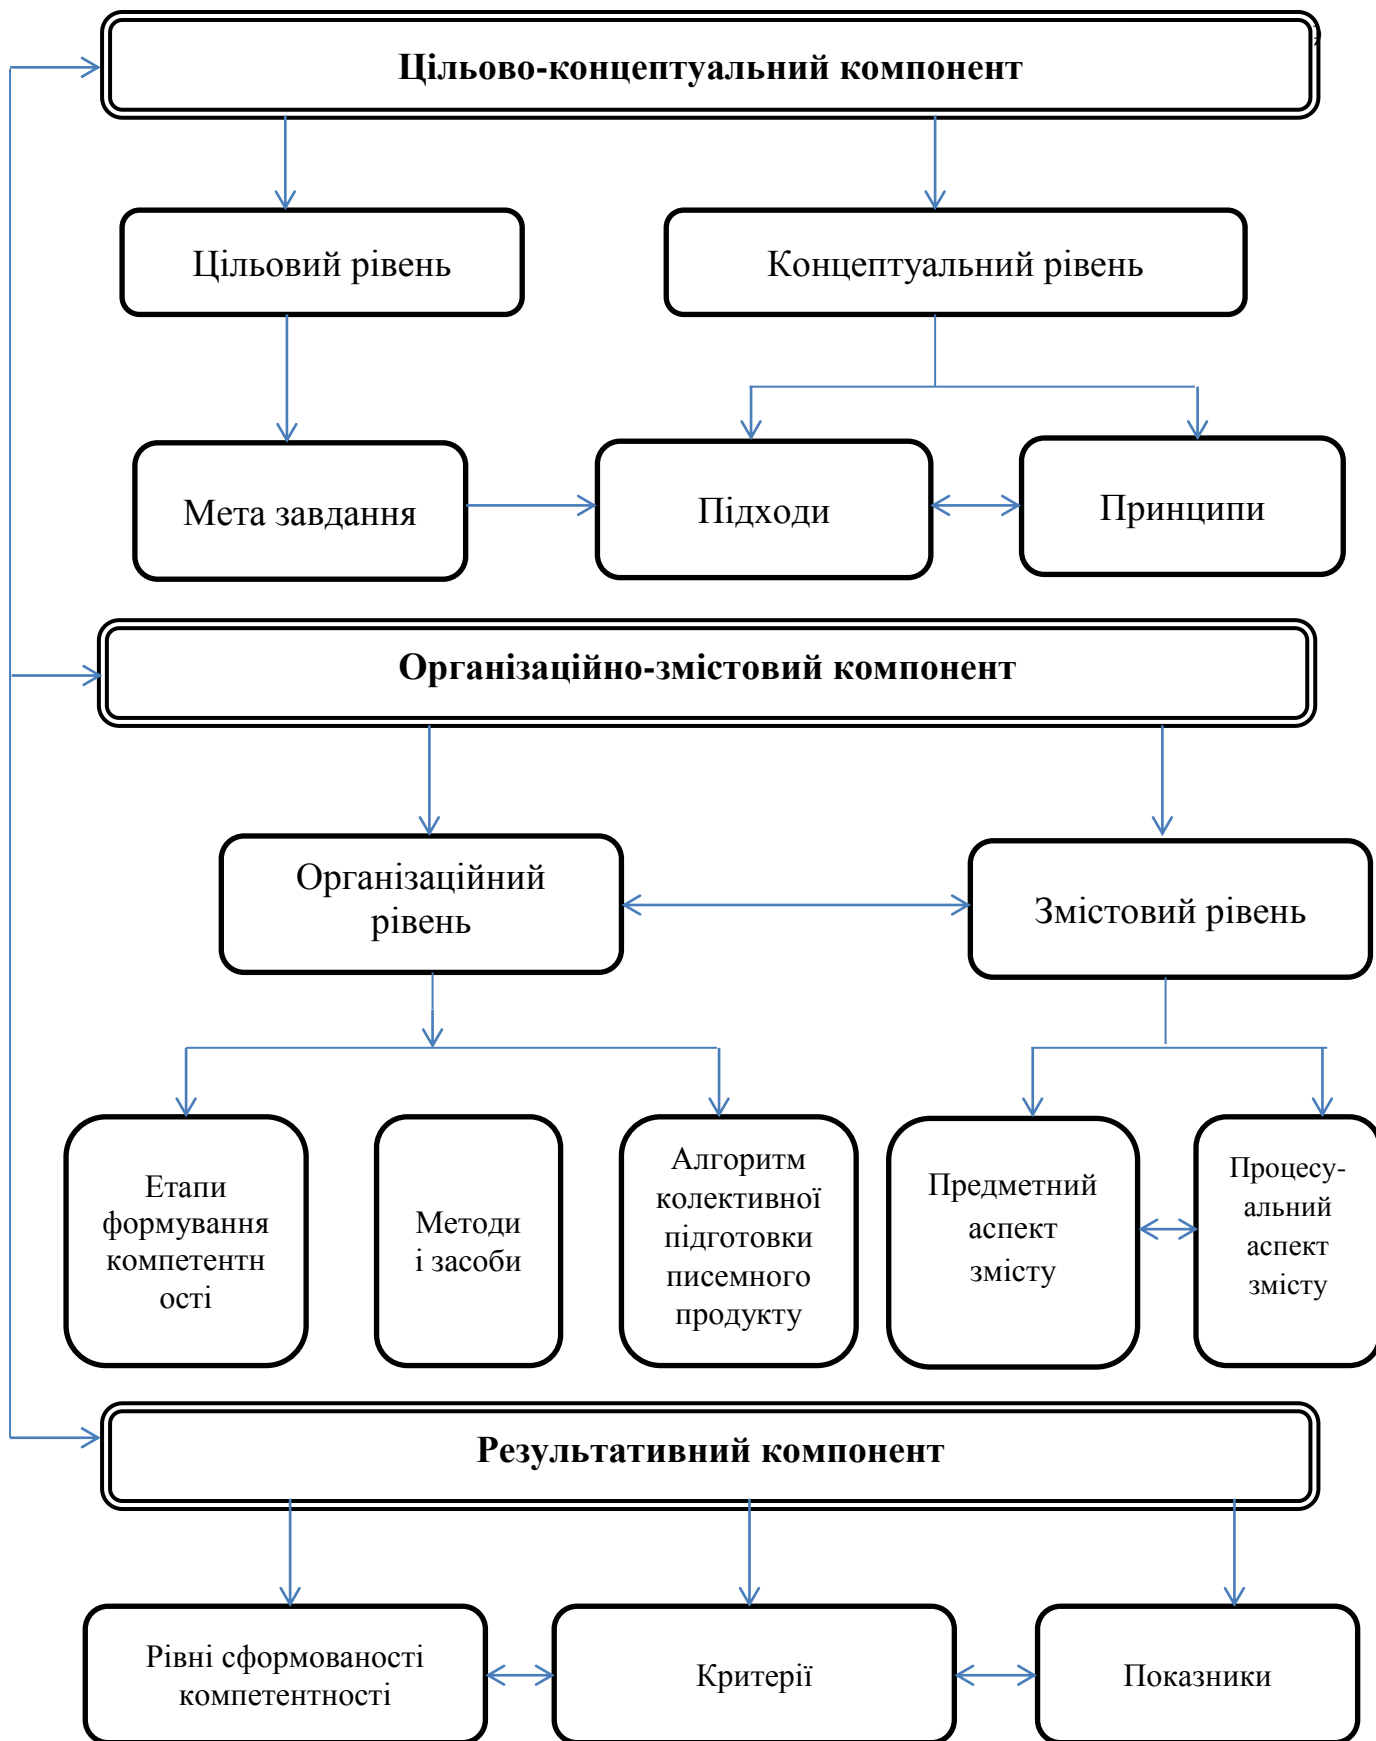 Цільово-концептуальний компонент
Цільовий рівень
Концептуальний рівень
Мета завдання
Підходи
Принципи
Організаційно-змістовий компонент
Організаційний
рівень
Змістовий рівень
Етапи
формування
компетентн
ості
Методи
і засоби
Алгоритм
колективної
підготовки
писемного
продукту
Предметний
аспект
змісту
Процесу-
альний
аспект
змісту
Результативний компонент
Рівні сформованості
компетентності
Критерії
Показники